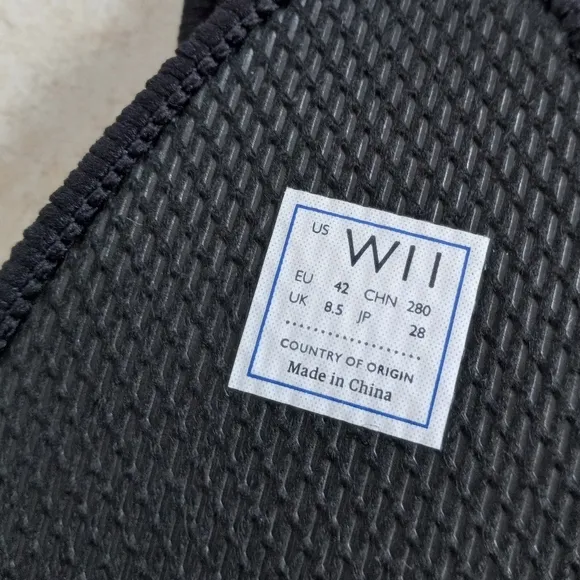 US W11
EU 42 CHN 280
UK 8.5 JP 28
COUNTRY OF ORIGIN
Made in China